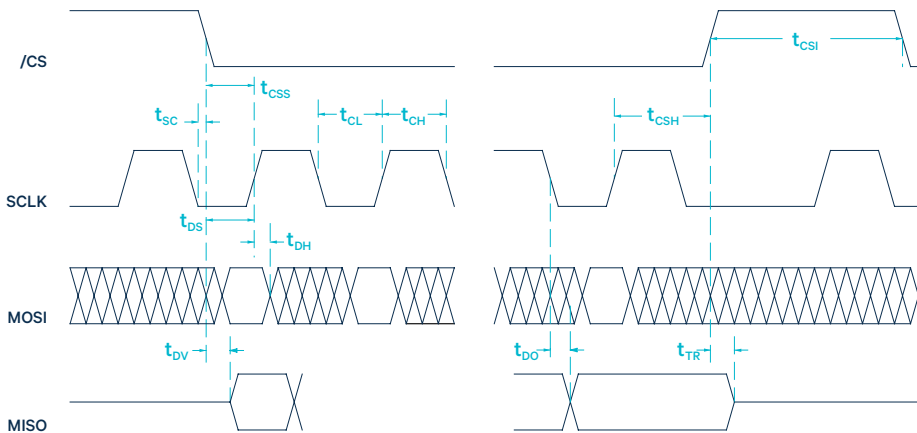 /CS
tCSI
tCSS
tSC
tCL
tCH
tCSH
SCLK
tDS
tDH
MOSI
tDV
tDO
tTR
MISO